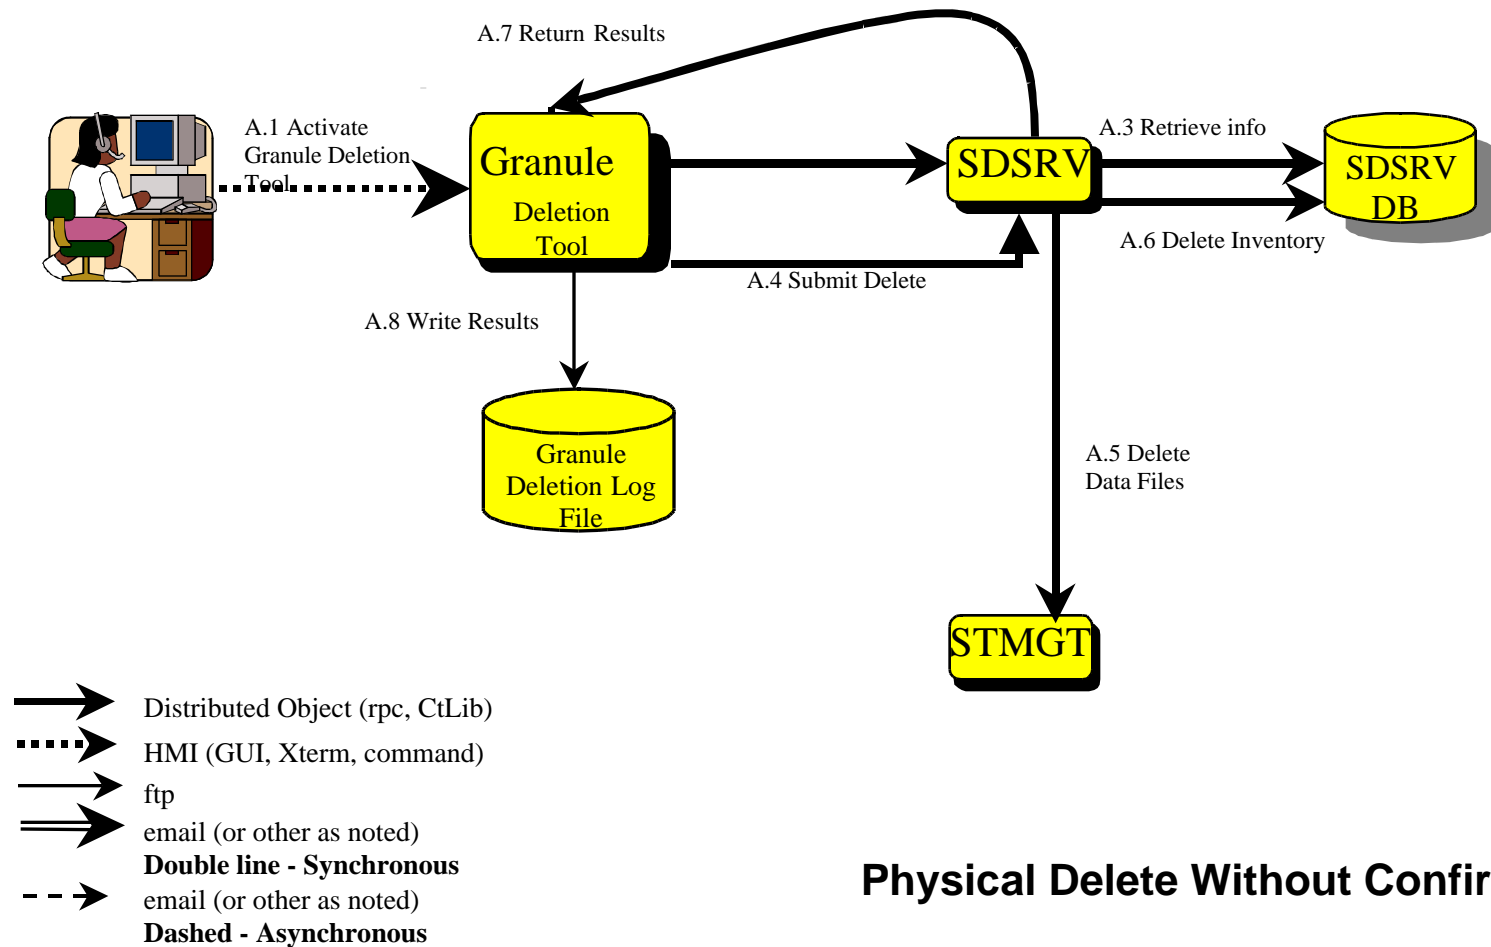 A.7 Return Results
A.1 Activate
Granule Deletion
Tool
Granule
Deletion
Tool
SDSRV
A.3 Retrieve info
SDSRV
DB
A.6 Delete Inventory
A.4 Submit Delete
A.8 Write Results
Granule
Deletion Log
File
A.5 Delete
Data Files
STMGT
Distributed Object (rpc, CtLib)
HMI (GUI, Xterm, command)
ftp
email (or other as noted)
Double line - Synchronous
email (or other as noted)
Dashed - Asynchronous
Physical Delete Without Confir